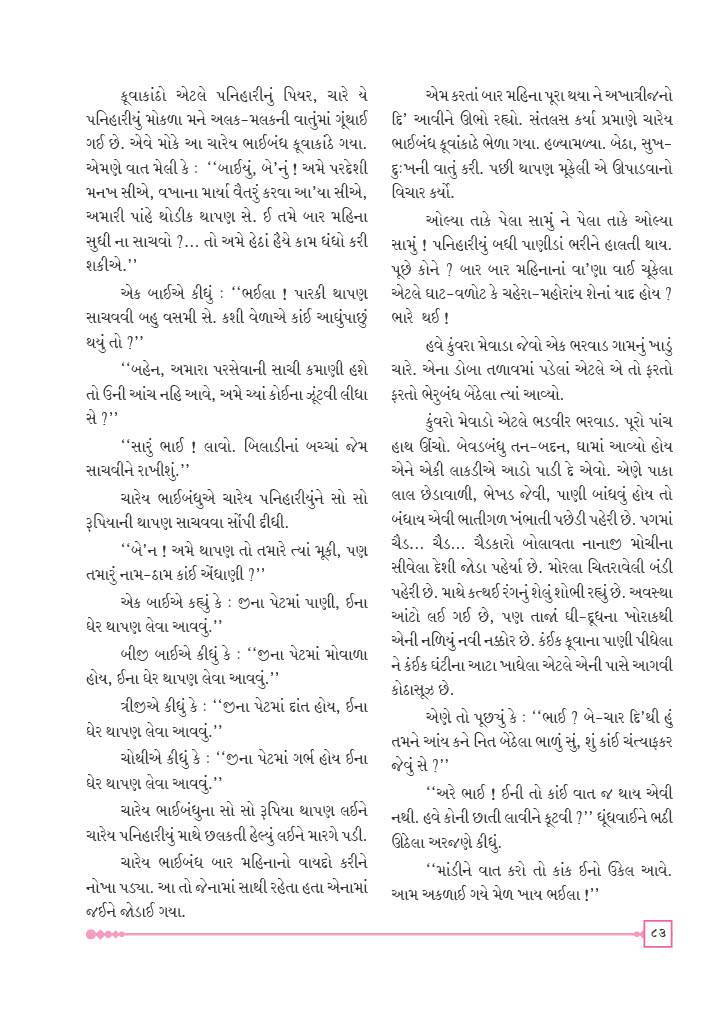 કૂવાકાંઠો એટલે પનિહારીનું પિયર, ચારે યે
પનિહારીયું મોકળા મને અલક-મલકની વાતુંમાં ગૂંથાઈ
ગઈ છે. એવે મોકે આ ચારેય ભાઈબંધ કૂવાકાંઠે ગયા.
એમણે વાત મેલી કે : ‘‘બાઈયું, બે’નું ! અમે પરદેશી
મનખ સીએ, વખાના માર્યા વૈતરું કરવા આ’યા સીએ,
અમારી પાંહે થોડીક થાપણ સે. ઈ તમે બાર મહિના
સુધી ના સાચવો ?... તો અમે હેઠાં હૈયે કામ ધંધો કરી
શકીએ.’’
એક બાઈએ કીધું : ‘‘ભઈલા ! પારકી થાપણ
સાચવવી બહુ વસમી સે. કશી વેળાએ કાંઈ આઘુંપાછું
થયું તો ?’’
‘‘બહેન, અમારા પરસેવાની સાચી કમાણી હશે
તો ઉની આંચ નહિ આવે, અમે ચ્યાં કોઈના ઝૂંટવી લીધા
સે ?’’
‘‘સારું ભાઈ ! લાવો. બિલાડીનાં બચ્ચાં જેમ
સાચવીને રાખીશું.’’
ચારેય ભાઈબંધુએ ચારેય પનિહારીયુંને સો સો
રૂપિયાની થાપણ સાચવવા સોંપી દીધી.
‘‘બે’ન ! અમે થાપણ તો તમારે ત્યાં મૂકી, પણ
તમારું નામ-ઠામ કાંઈ એંધાણી ?’’
એક બાઈએ કહ્યું કે : જીના પેટમાં પાણી, ઈના
ઘેર થાપણ લેવા આવવું.’’
બીજી બાઈએ કીધું કે : ‘‘જીના પેટમાં મોવાળા
હોય, ઈના ઘેર થાપણ લેવા આવવું.’’
ત્રીજીએ કીધું કે : ‘‘જીના પેટમાં દાંત હોય, ઈના
ઘેર થાપણ લેવા આવવું.’’
ચોથીએ કીધું કે : ‘‘જીના પેટમાં ગર્ભ હોય ઈના
ઘેર થાપણ લેવા આવવું.’’
ચારેય ભાઈબંધુના સો સો રૂપિયા થાપણ લઈને
ચારેય પનિહારીયું માથે છલકતી હેલ્યું લઈને મારગે પડી.
ચારેય ભાઈબંધ બાર મહિનાનો વાયદો કરીને
નોખા પડ્યા. આ તો જેનામાં સાથી રહેતા હતા એનામાં
જઈને જોડાઈ ગયા.
એમ કરતાં બાર મહિના પૂરા થયા ને અખાત્રીજનો
દિ’ આવીને ઊભો રહ્યો. સંતલસ કર્યા પ્રમાણે ચારેય
ભાઈબંધ કૂવાંકાઠે ભેળા ગયા. હળ્યામળ્યા. બેઠા, સુખ-
દુઃખની વાતું કરી. પછી થાપણ મૂકેલી એ ઊપાડવાનો
વિચાર કર્યો.
ઓલ્યા તાકે પેલા સામું ને પેલા તાકે ઓલ્યા
સામું ! પનિહારીયું બધી પાણીડાં ભરીને હાલતી થાય.
પૂછે કોને ? બાર બાર મહિનાનાં વા’ણા વાઈ ચૂકેલા
એટલે ઘાટ-વળોટ કે ચહેરા-મહોરાંય શેનાં યાદ હોય ?
ભારે થઈ !
હવે કુંવરા મેવાડા જેવો એક ભરવાડ ગામનું ખાડું
ચારે. એના ડોબા તળાવમાં પડેલાં એટલે એ તો ફરતો
ફરતો ભેરુબંધ બેઠેલા ત્યાં આવ્યો.
કુંવરો મેવાડો એટલે ભડવીર ભરવાડ. પૂરો પાંચ
હાથ ઊંચો. બેવડબંધુ તન-બદન, ઘામાં આવ્યો હોય
એને એકી લાકડીએ આડો પાડી દે એવો. એણે પાકા
લાલ છેડાવાળી, ભેખડ જેવી, પાણી બાંધવું હોય તો
બંધાય એવી ભાતીગળ ખંભાતી પછેડી પહેરી છે. પગમાં
ચૈડ... ચૈડ... ચૈડકારો બોલાવતા નાનાજી મોચીના
સીવેલા દેશી જોડા પહેર્યા છે. મોરલા ચિતરાવેલી બંડી
પહેરી છે. માથે કત્થઈ રંગનું શેલું શોભી રહ્યું છે. અવસ્થા
આંટો લઈ ગઈ છે, પણ તાજાં ઘી-દૂધના ખોરાકથી
એની નળિયું નવી નક્કોર છે. કંઈક કૂવાના પાણી પીધેલા
ને કંઈક ઘંટીના આટા ખાધેલા એટલે એની પાસે આગવી
કોઠાસૂઝ છે.
એણે તો પૂછ્યું કે : ‘‘ભાઈ ? બે-ચાર દિ’થી હું
તમને આંય કને નિત બેઠેલા ભાળું સું, શું કાંઈ ચંત્યાફકર
જેવું સે ?’’
‘‘અરે ભાઈ ! ઈની તો કાંઈ વાત જ થાય એવી
નથી. હવે કોની છાતી લાવીને કૂટવી ?’’ ઘૂંઘવાઈને ભઠી
ઊઠેલા અરજણે કીધું.
‘‘માંડીને વાત કરો તો કાંક ઈનો ઉકેલ આવે.
આમ અકળાઈ ગયે મેળ ખાય ભઈલા !’’
૮૩